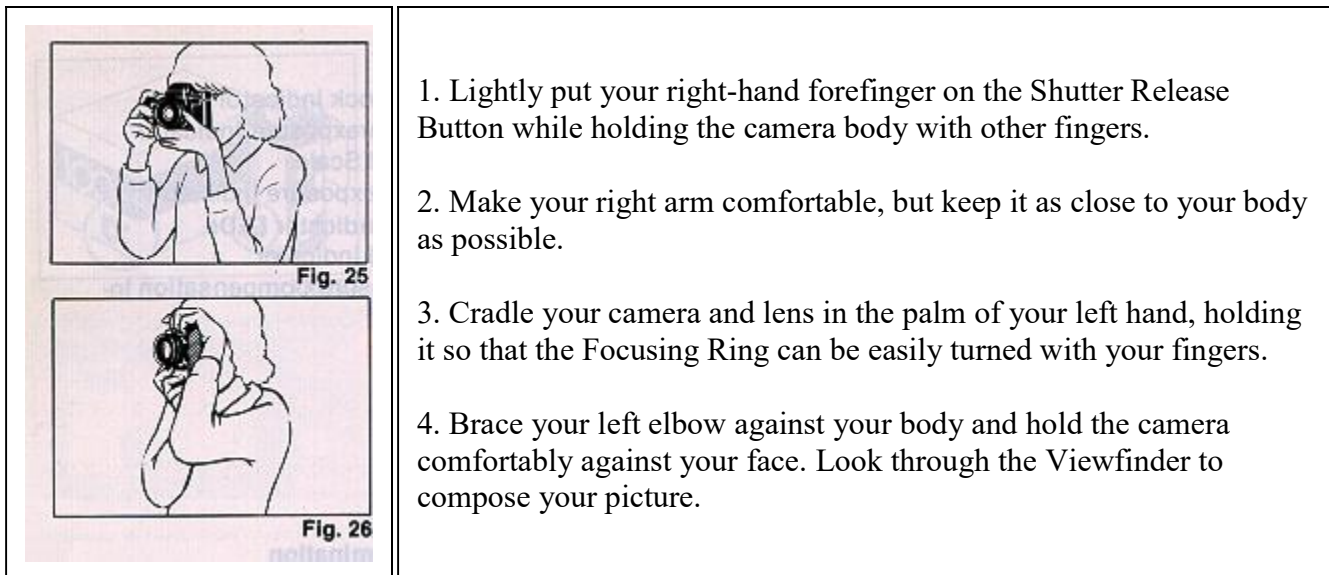 Fig. 25
Fig. 26
1. Lightly put your right-hand forefinger on the Shutter Release
Button while holding the camera body with other fingers.
2. Make your right arm comfortable, but keep it as close to your body
as possible.
3. Cradle your camera and lens in the palm of your left hand, holding
it so that the Focusing Ring can be easily turned with your fingers.
4. Brace your left elbow against your body and hold the camera
comfortably against your face. Look through the Viewfinder to
compose your picture.